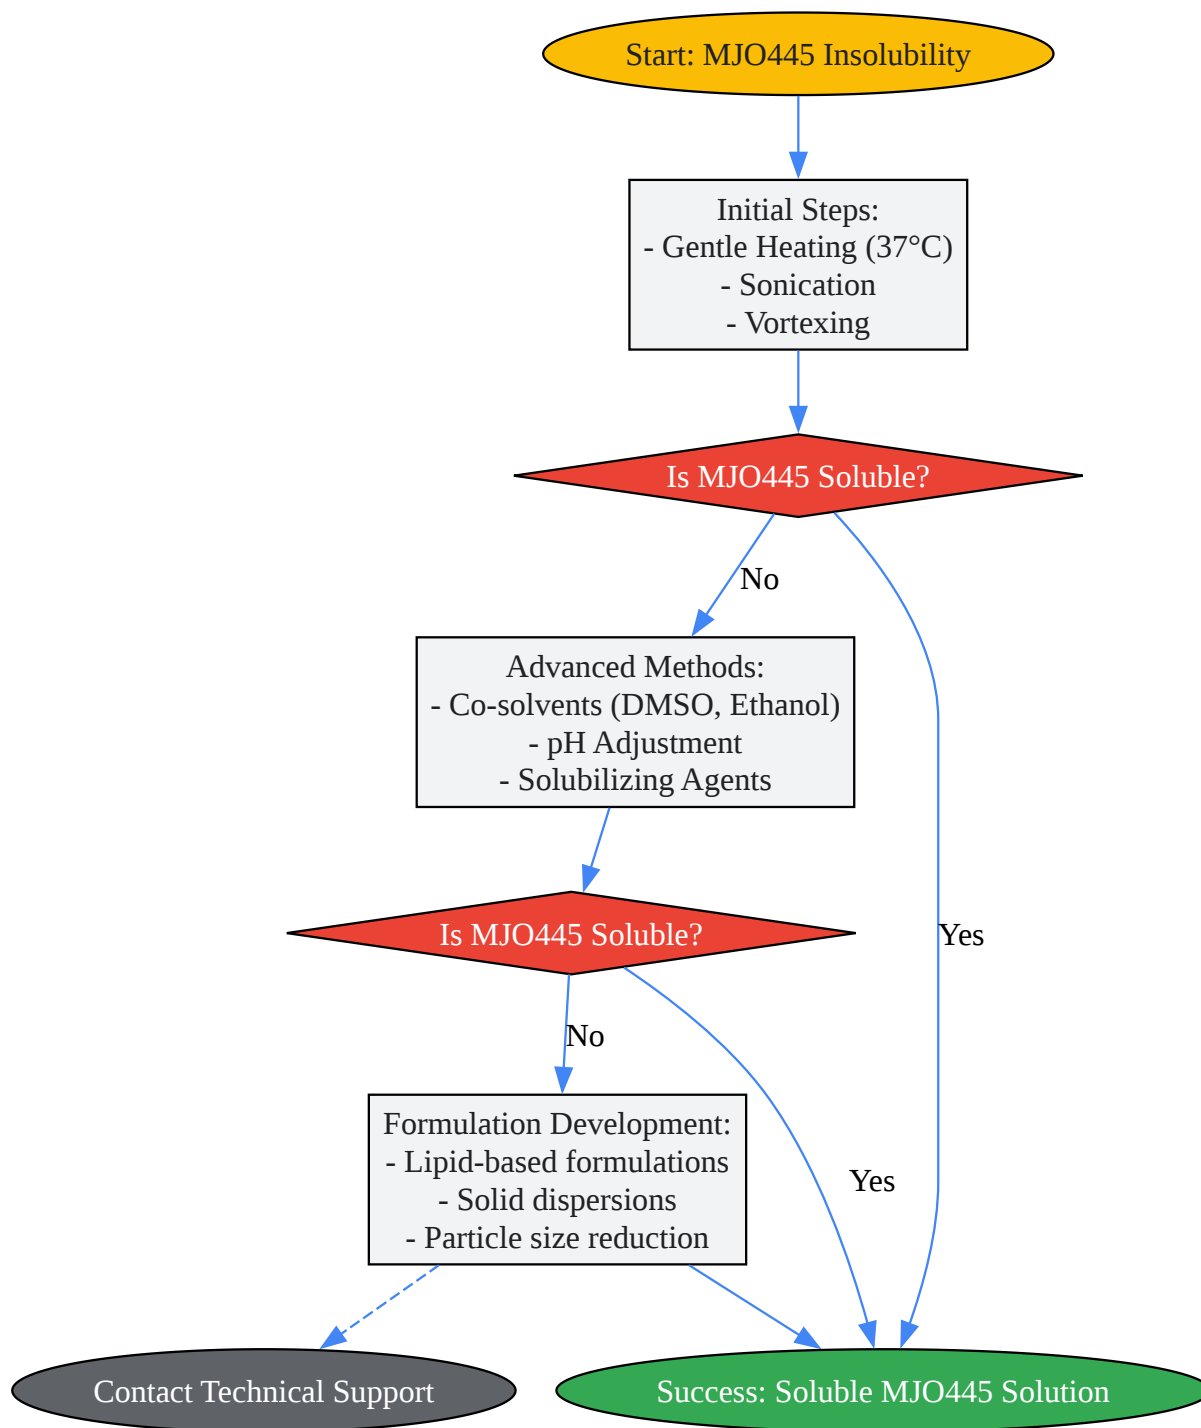 Start: MJO445 Insolubility
Initial Steps:
- Gentle Heating (37°C)
- Sonication
- Vortexing
Is MJO445 Soluble?
No
Advanced Methods:
- Co-solvents (DMSO, Ethanol)
- pH Adjustment
- Solubilizing Agents
Is MJO445 Soluble?
Yes
No
Formulation Development:
- Lipid-based formulations
- Solid dispersions
- Particle size reduction
Yes
Contact Technical Support
Success: Soluble MJO445 Solution